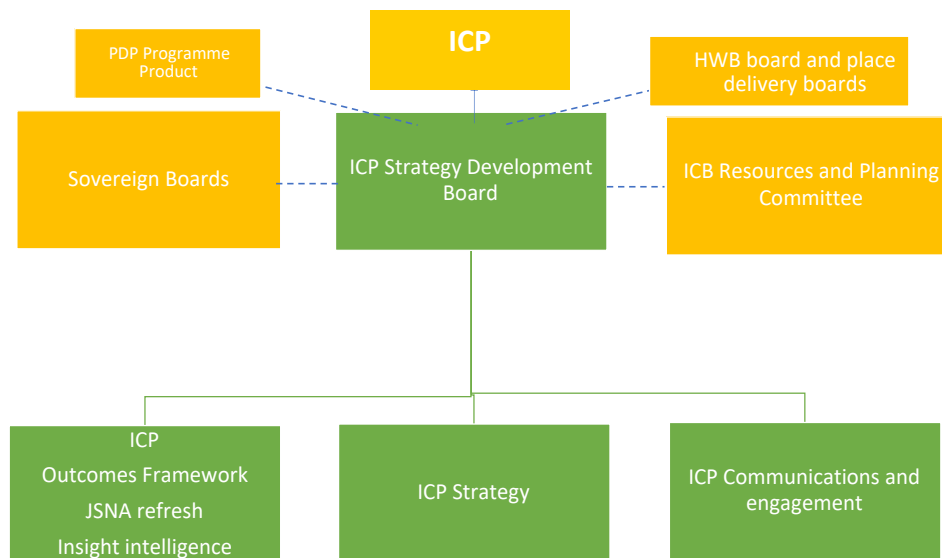 PDP Programme
Product
ICP
HWB board and place
delivery boards
Sovereign Boards
ICP Strategy Development
Board
ICB Resources and Planning
Committee
ICP
Outcomes Framework
JSNA refresh
Insight intelligence
ICP Strategy
ICP Communications and
engagement